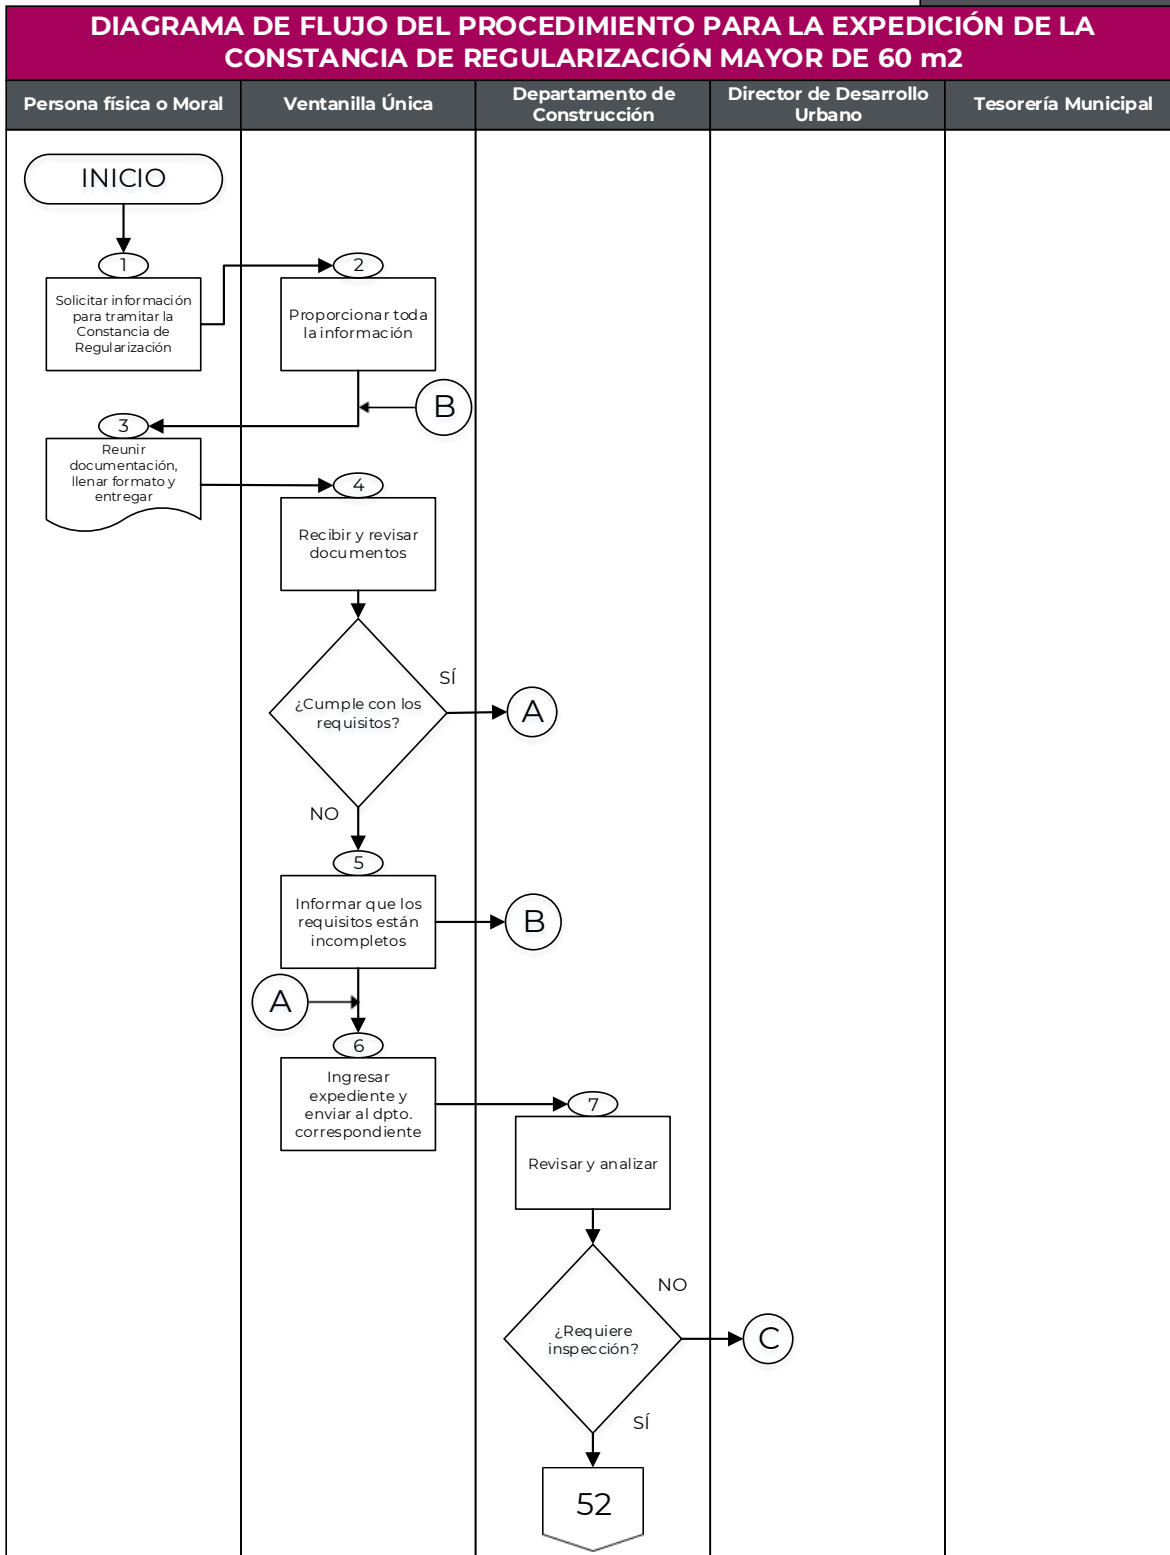 DIAGRAMA DE FLUJO DEL PROCEDIMIENTO PARA LA EXPEDICIÓN DE LA
CONSTANCIA DE REGULARIZACIÓN MAYOR DE 60 m2
Persona física o Moral
Ventanilla Única
Departamento de
Construcción
Director de Desarrollo
Urbano
Tesorería Municipal
INICIO
1
Solicitar información
para tramitar la
Constancia de
Regularización
2
Proporcionar toda
la información
B
3
Reunir
documentación,
llenar formato y
entregar
4
Recibir y revisar
documentos
¿Cumple con los
requisitos?
SÍ
A
NO
5
Informar que los
requisitos están
incompletos
B
A
6
Ingresar
expediente y
enviar al dpto.
correspondiente
7
Revisar y analizar
¿Requiere
inspección?
NO
C
SÍ
52